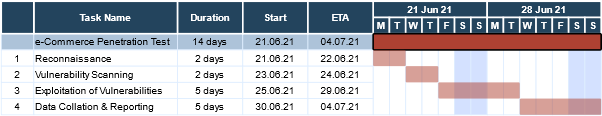 21 Jun 21 28 Jun 21
Task Name Duration Start ETA M T W T F S S M T W T F S S
e-Commerce Penetration Test 14 days 21.06.21 04.07.21
1 Reconnaissance 2 days 21.06.21 22.06.21
2 Vulnerability Scanning 2 days 23.06.21 24.06.21
3 Exploitation of Vulnerabilities 5 days 25.06.21 29.06.21
4 Data Collation & Reporting 5 days 30.06.21 04.07.21